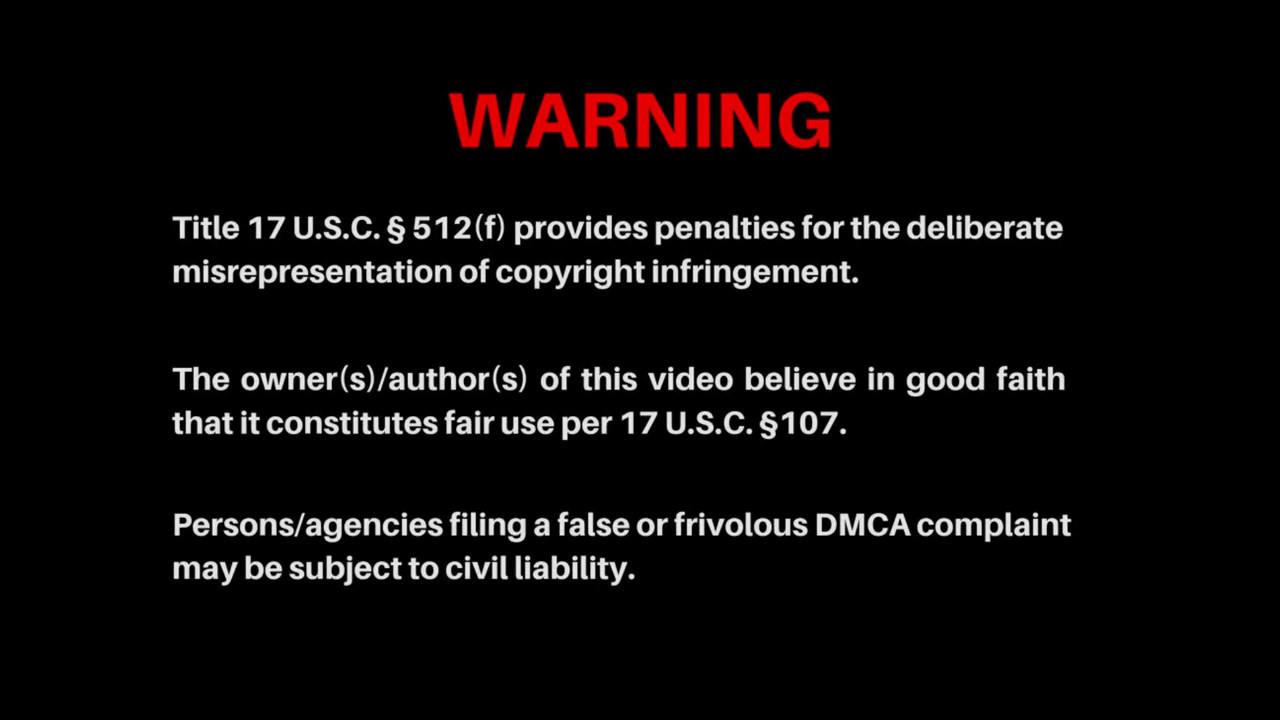 WARNING
Title 17 U.S.C. § 512(f) provides penalties for the deliberate
misrepresentation of copyright infringement.
The owner(s)/author(s) of this video believe in good faith
that it constitutes fair use per 17 U.S.C. §107.
Persons/agencies filing a false or frivolous DMCA complaint
may be subject to civil liability.